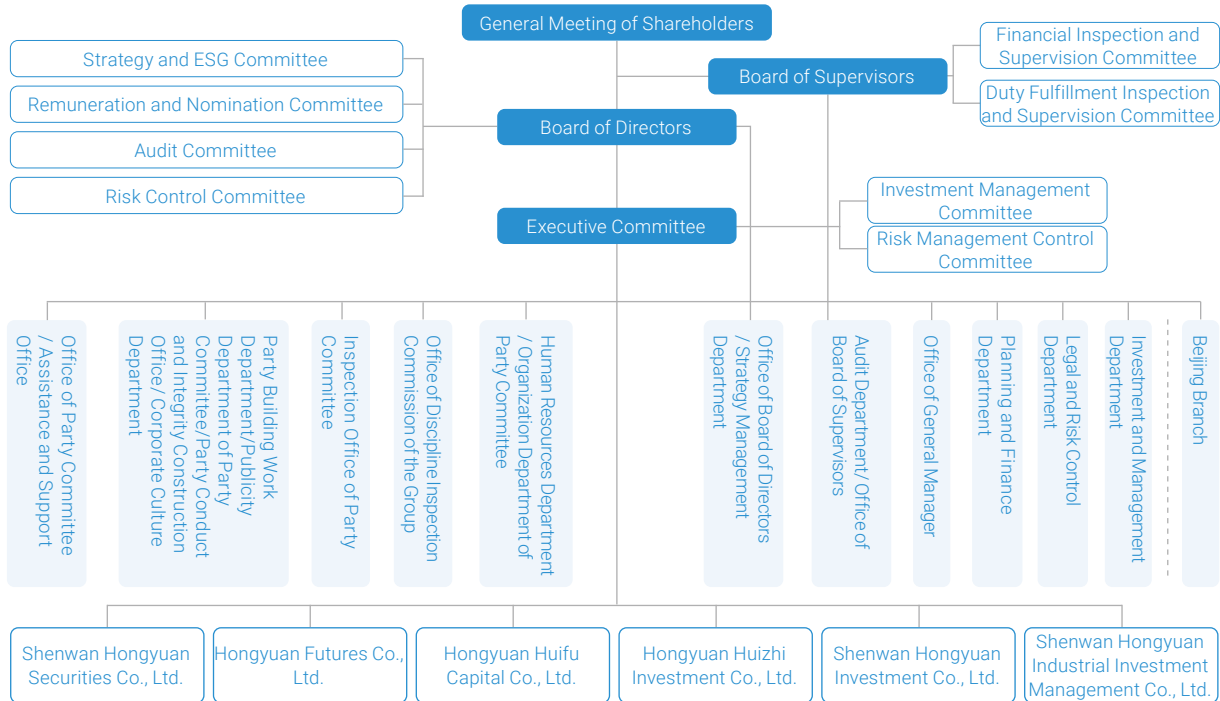 General Meeting of Shareholders
Strategy and ESG Committee
Remuneration and Nomination Committee
Audit Committee
Risk Control Committee
Board of Supervisors
Financial Inspection and
Supervision Committee
Duty Fulfillment Inspection
and Supervision Committee
Board of Directors
Executive Committee
Investment Management
Committee
Risk Management Control
Committee
Office of Party Committee
/ Assistance and Support
Office
Party Building Work
Department/Publicity
Department of Party
Committee/Party Conduct
and Integrity Construction
Office/ Corporate Culture
Department
Inspection Office of Party
Committee
Office of Discipline Inspection
Commission of the Group
Human Resources Department
/ Organization Department of
Party Committee
Office of Board of Directors
/ Strategy Management
Department
Audit Department/ Office of
Board of Supervisors
Office of General Manager
Planning and Finance
Department
Legal and Risk Control
Department
Investment and Management
Department
Beijing Branch
Shenwan Hongyuan
Securities Co., Ltd.
Hongyuan Futures Co.,
Ltd.
Hongyuan Huifu
Capital Co., Ltd.
Hongyuan Huizhi
Investment Co., Ltd.
Shenwan Hongyuan
Investment Co., Ltd.
Shenwan Hongyuan
Industrial Investment
Management Co., Ltd.